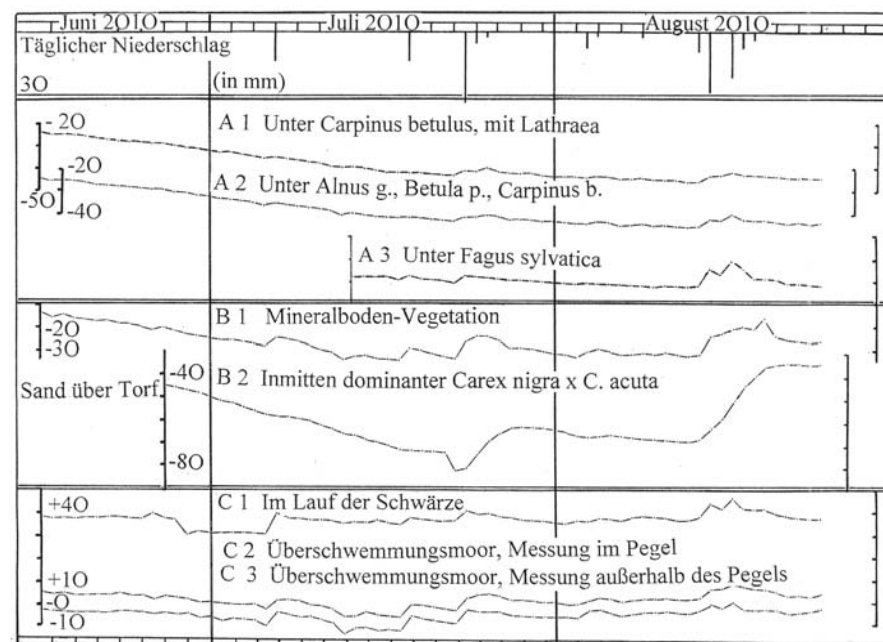 Juni 2010 Juli 2010 August 2010
Täglicher Niederschlag
30 (in mm)
-20 A 1 Unter Carpinus betulus, mit Lathraea
-20 A 2 Unter Alnus g., Betula p., Carpinus b.
-50 -40
A 3 Unter Fagus sylvatica
B 1 Mineralboden-Vegetation
-20
-30
-40 B 2 Inmitten dominanter Carex nigra x C. acuta
Sand über Torf
-80
+40 C 1 Im Lauf der Schwärze
C 2 Überschwemmungsmoor, Messung im Pegel
+10 C 3 Überschwemmungsmoor, Messung außerhalb des Pegels
-0
-10